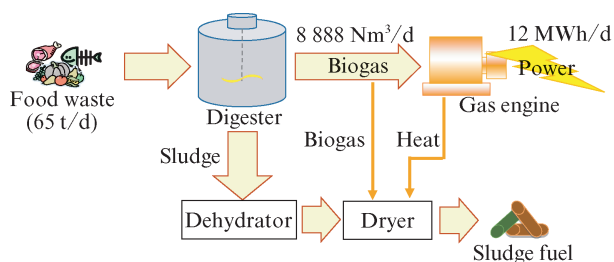 8 888 Nm³/d
12 MWh/d
Biogas
Power
Food waste
(65 t/d)
Digester
Gas engine
Sludge
Biogas
Heat
Dehydrator
Dryer
Sludge fuel